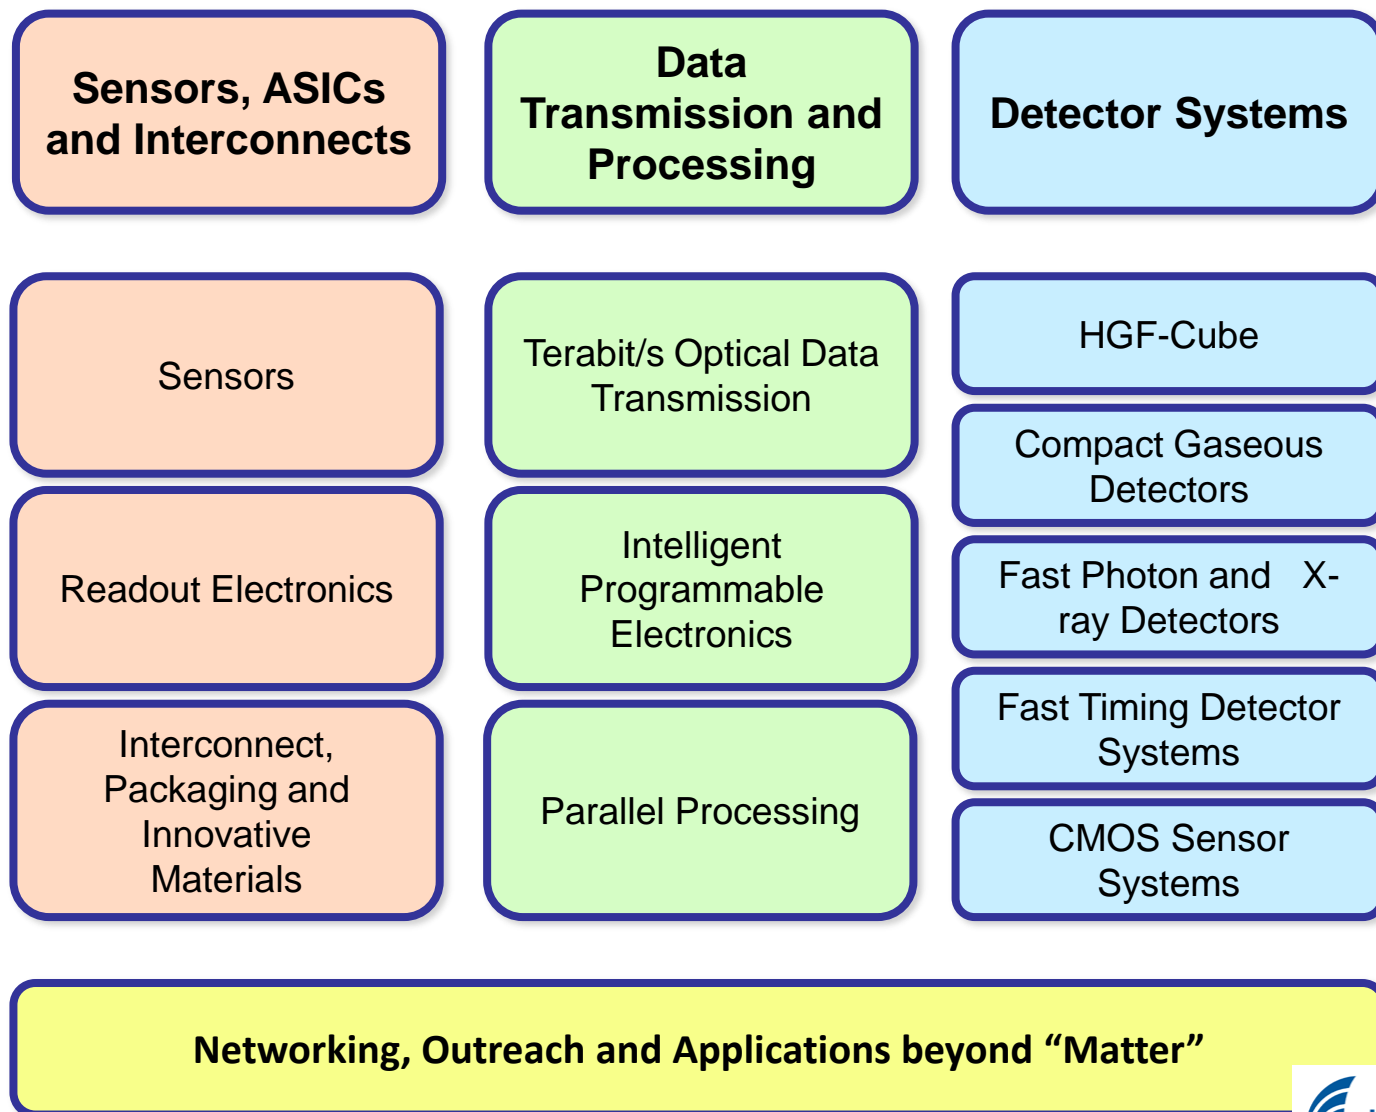 Sensors, ASICs
and Interconnects
Data
Transmission and
Processing
Detector Systems
Sensors
Readout Electronics
Interconnect,
Packaging and
Innovative
Materials
Terabit/s Optical Data
Transmission
Intelligent
Programmable
Electronics
Parallel Processing
HGF-Cube
Compact Gaseous
Detectors
Fast Photon and X-
ray Detectors
Fast Timing Detector
Systems
CMOS Sensor
Systems
Networking, Outreach and Applications beyond “Matter”